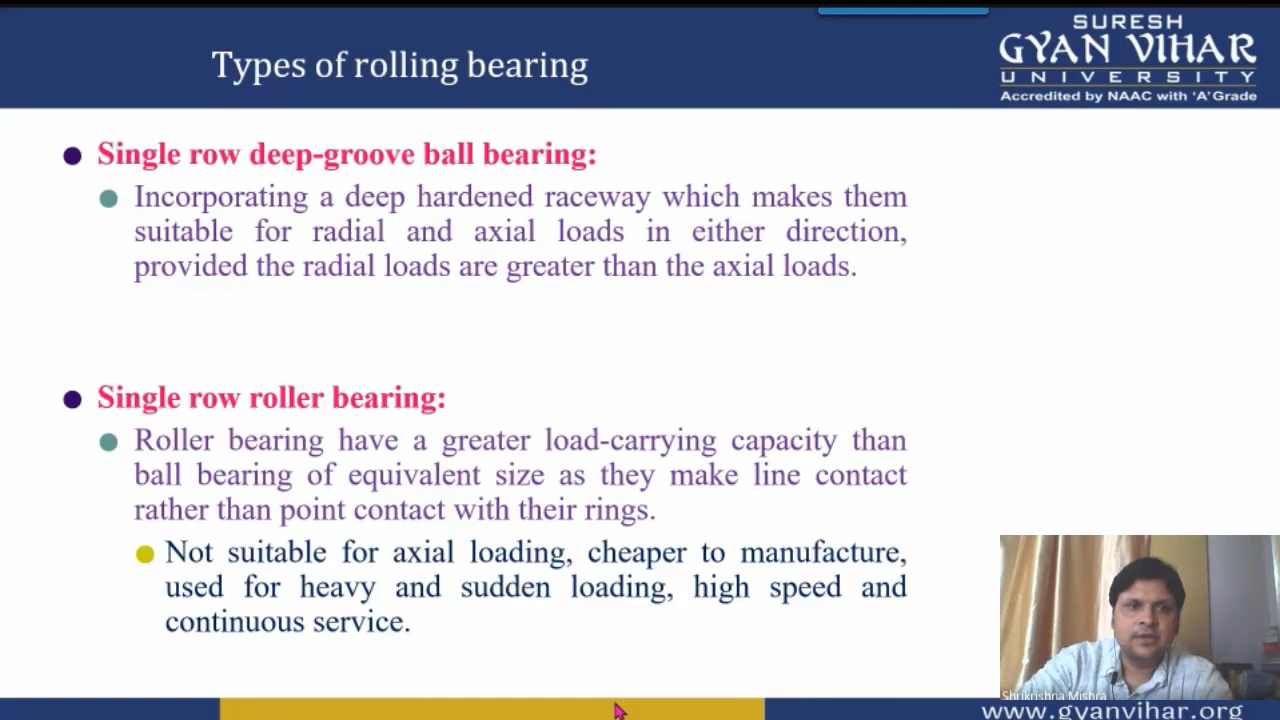 Types of rolling bearing
SURESH
GYAN VIHAR
UNIVERSITY
Accredited by NAAC with 'A' Grade
Single row deep-groove ball bearing:
Incorporating a deep hardened raceway which makes them
suitable for radial and axial loads in either direction,
provided the radial loads are greater than the axial loads.
Single row roller bearing:
Roller bearing have a greater load-carrying capacity than
ball bearing of equivalent size as they make line contact
rather than point contact with their rings.
Not suitable for axial loading, cheaper to manufacture,
used for heavy and sudden loading, high speed and
continuous service.
Shrikrishna Mishra
www.gyanvihar.org